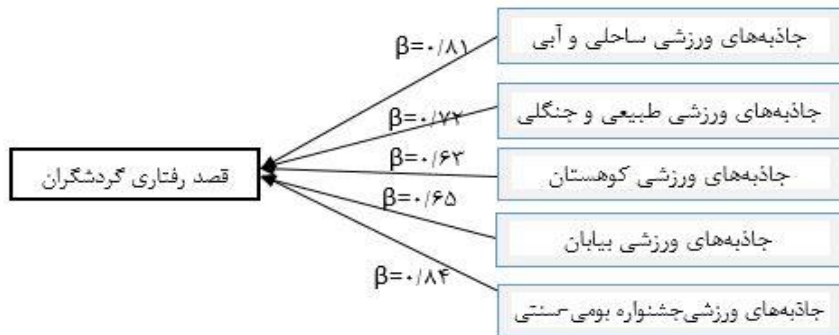 جاذبه‌های ورزشی ساحلی و آبی
β=۰/۸۱
جاذبه‌های ورزشی طبیعی و جنگلی
β=۰/۷۲
جاذبه‌های ورزشی کوهستان
β=۰/۶۳
قصد رفتاری گردشگران
جاذبه‌های ورزشی بیابان
β=۰/۶۵
جاذبه‌های ورزشی‌جشنواره بومی-سنتی
β=۰/۸۴